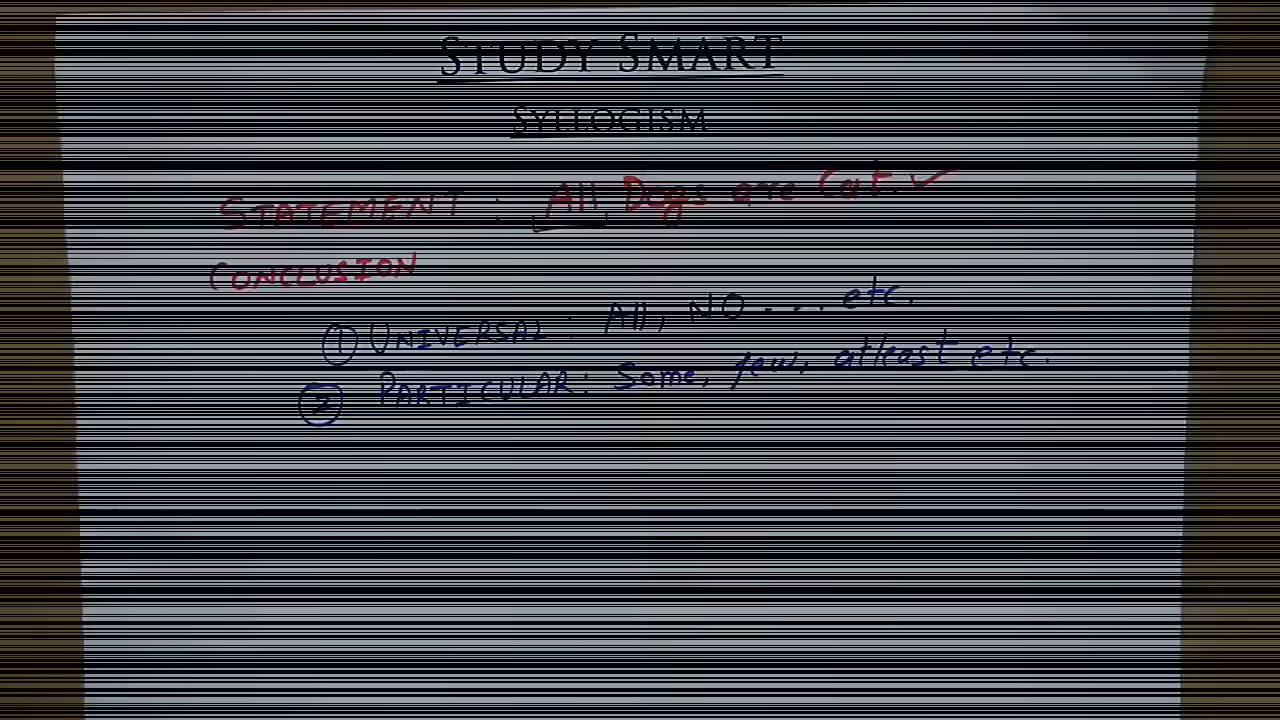 STUDY SMART
SYLLOGISM
STATEMENT : All Dogs are Cat. ✓
CONCLUSION
① UNIVERSAL : All, NO . . . . etc.
② PARTICULAR : Some, few, atleast etc.